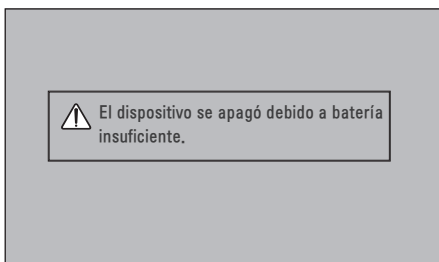 El dispositivo se apagó debido a batería
insuficiente.